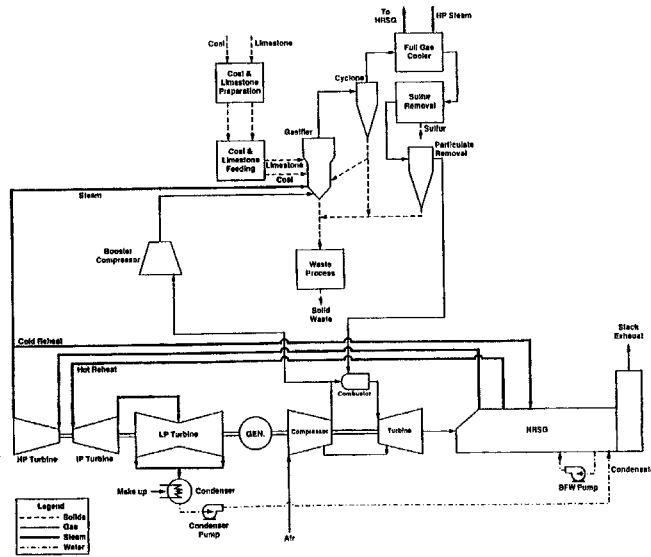 To
HRSG
HP Steam
Coal
Limestone
Full Gas
Cooler
Coal &
Limestone
Preparation
Cyclone
Sulfur
Removal
Gasifier
Sulfur
Particulate
Removal
Coal &
Limestone
Feeding
Limestone
Coal
Steam
Booster
Compressor
Waste
Process
Solid
Waste
Stack
Exhaust
Cold Reheat
Hot Reheat
Combustor
LP Turbine
GEN.
Compressor
Turbine
HRSG
HP Turbine
IP Turbine
Make up
Condenser
BFW Pump
Condensate
Condenser
Pump
Air
Legend
Solids
Gas
Steam
Water